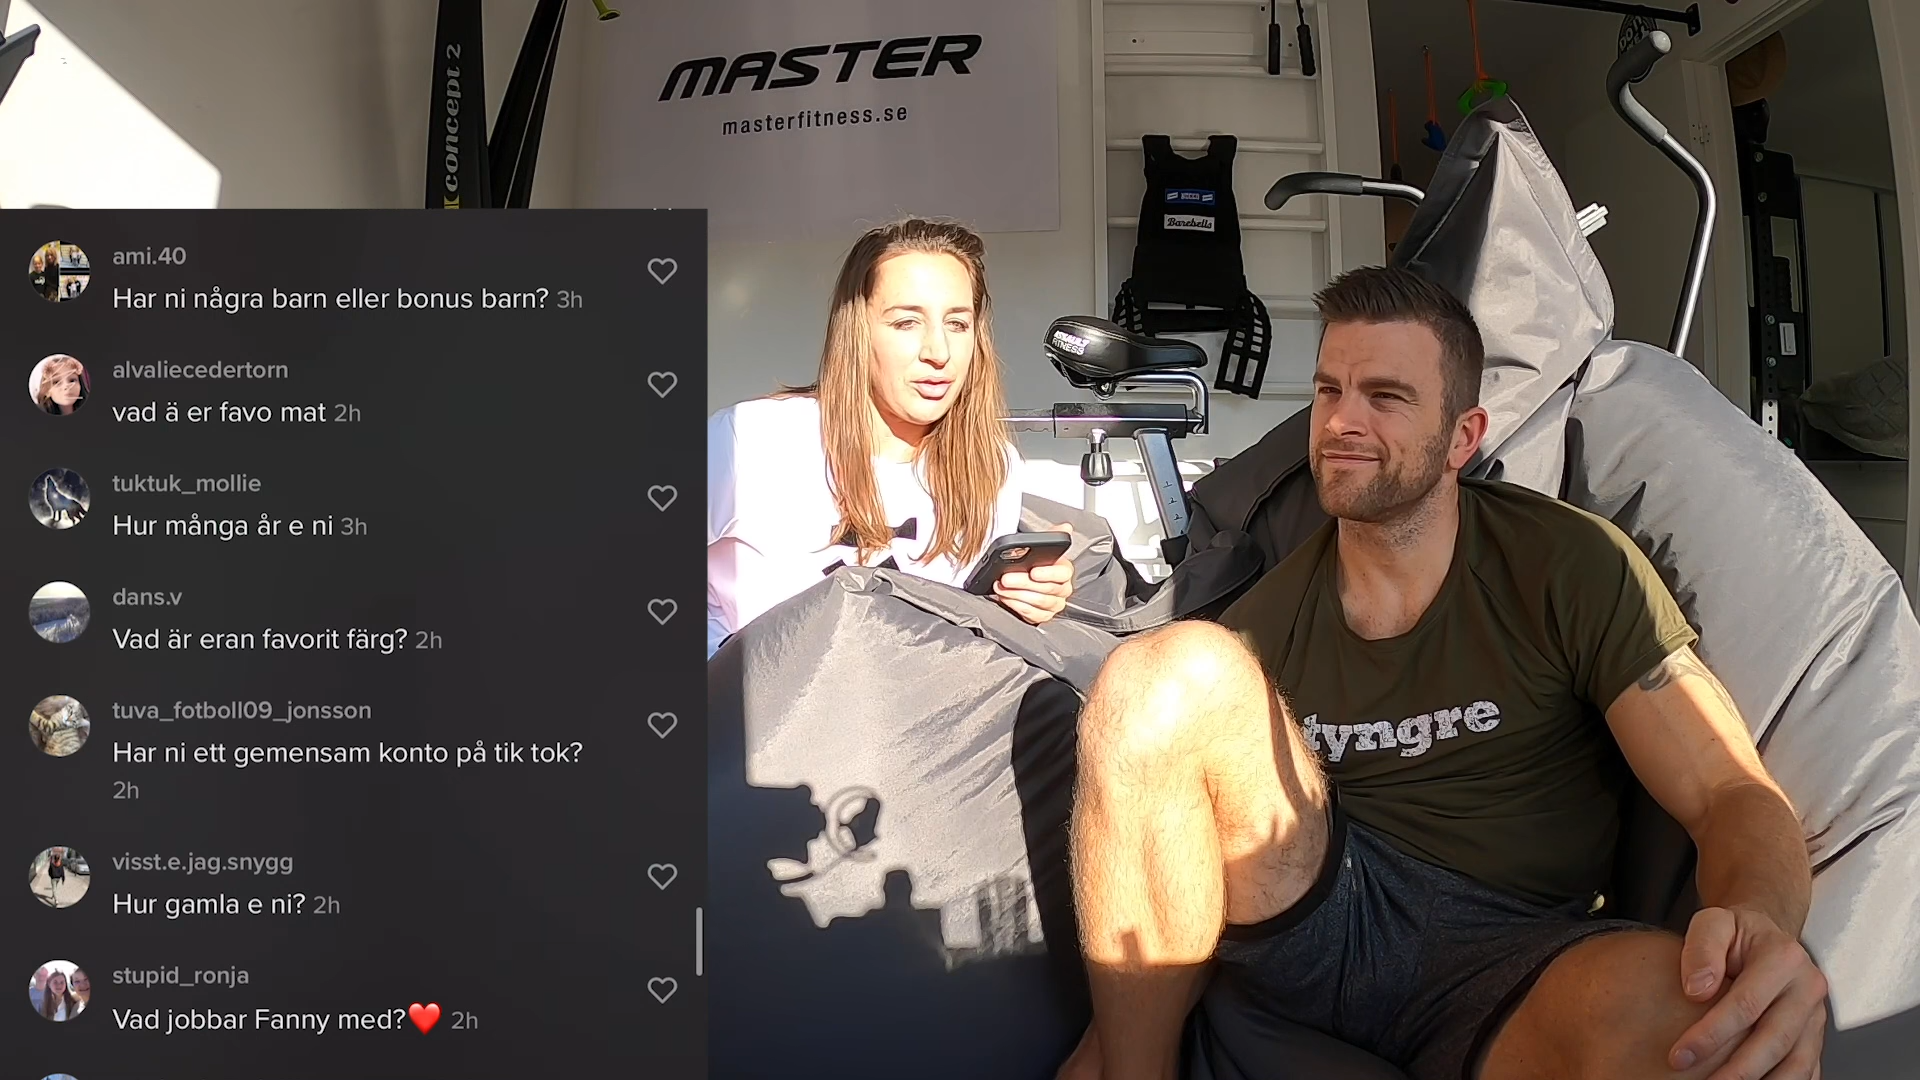 concept 2
MASTER
masterfitness.se
NOCCO
Barebells
ASSAULT
FITNESS
tyngre
ami.40
Har ni några barn eller bonus barn? 3h
alvaliecedertorn
vad ä er favo mat 2h
tuktuk_mollie
Hur många år e ni 3h
dans.v
Vad är eran favorit färg? 2h
tuva_fotboll09_jonsson
Har ni ett gemensam konto på tik tok?
2h
visst.e.jag.snygg
Hur gamla e ni? 2h
stupid_ronja
Vad jobbar Fanny med?❤️ 2h